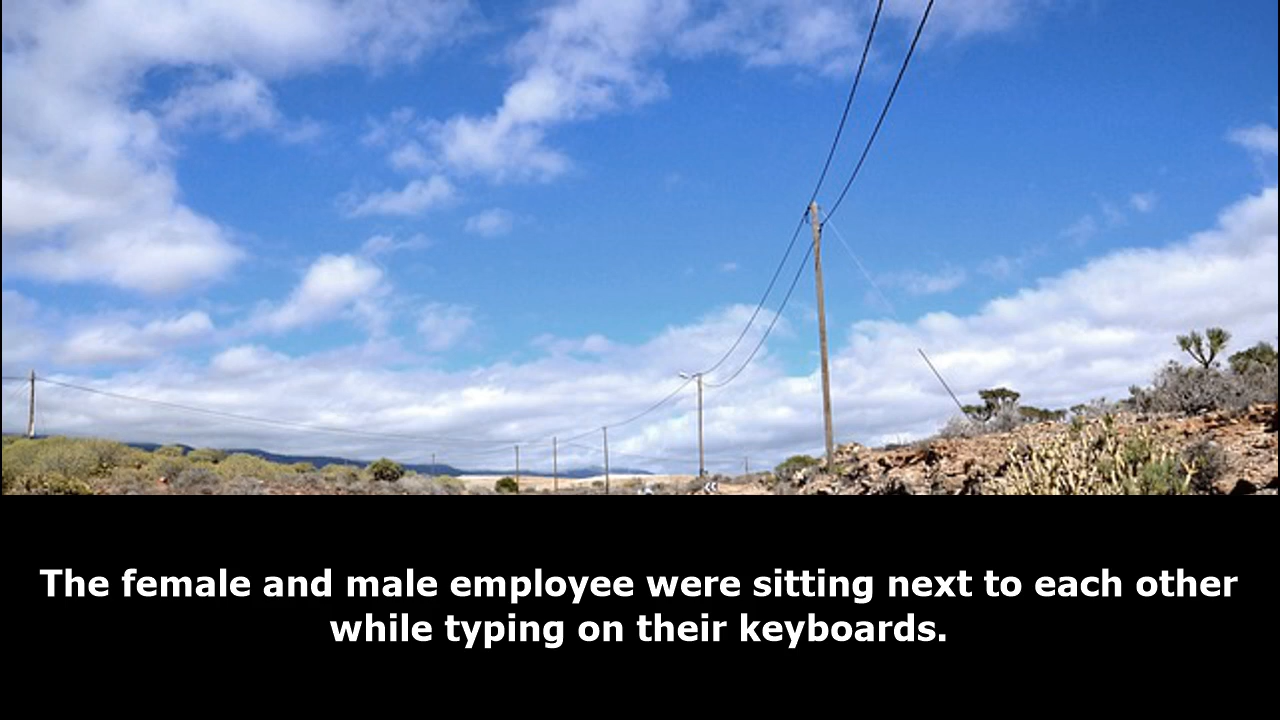 The female and male employee were sitting next to each other
while typing on their keyboards.